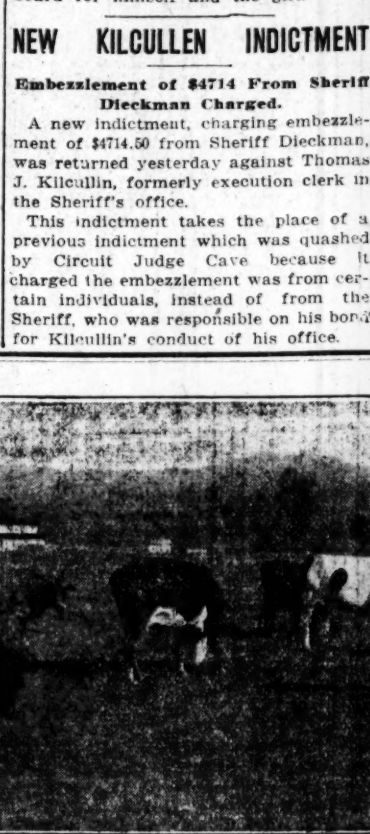 NEW KILCULLEN INDICTMENT
Embezzlement of $4714 From Sheriff
Dieckman Charged.
A new indictment, charging embezzle-
ment of $4714.50 from Sheriff Dieckman,
was returned yesterday against Thomas
J. Kilcullin, formerly execution clerk in
the Sheriff's office.
This indictment takes the place of a
previous indictment which was quashed
by Circuit Judge Cave because it
charged the embezzlement was from cer-
tain individuals, instead of from the
Sheriff, who was responsible on his bond
for Kilcullin's conduct of his office.